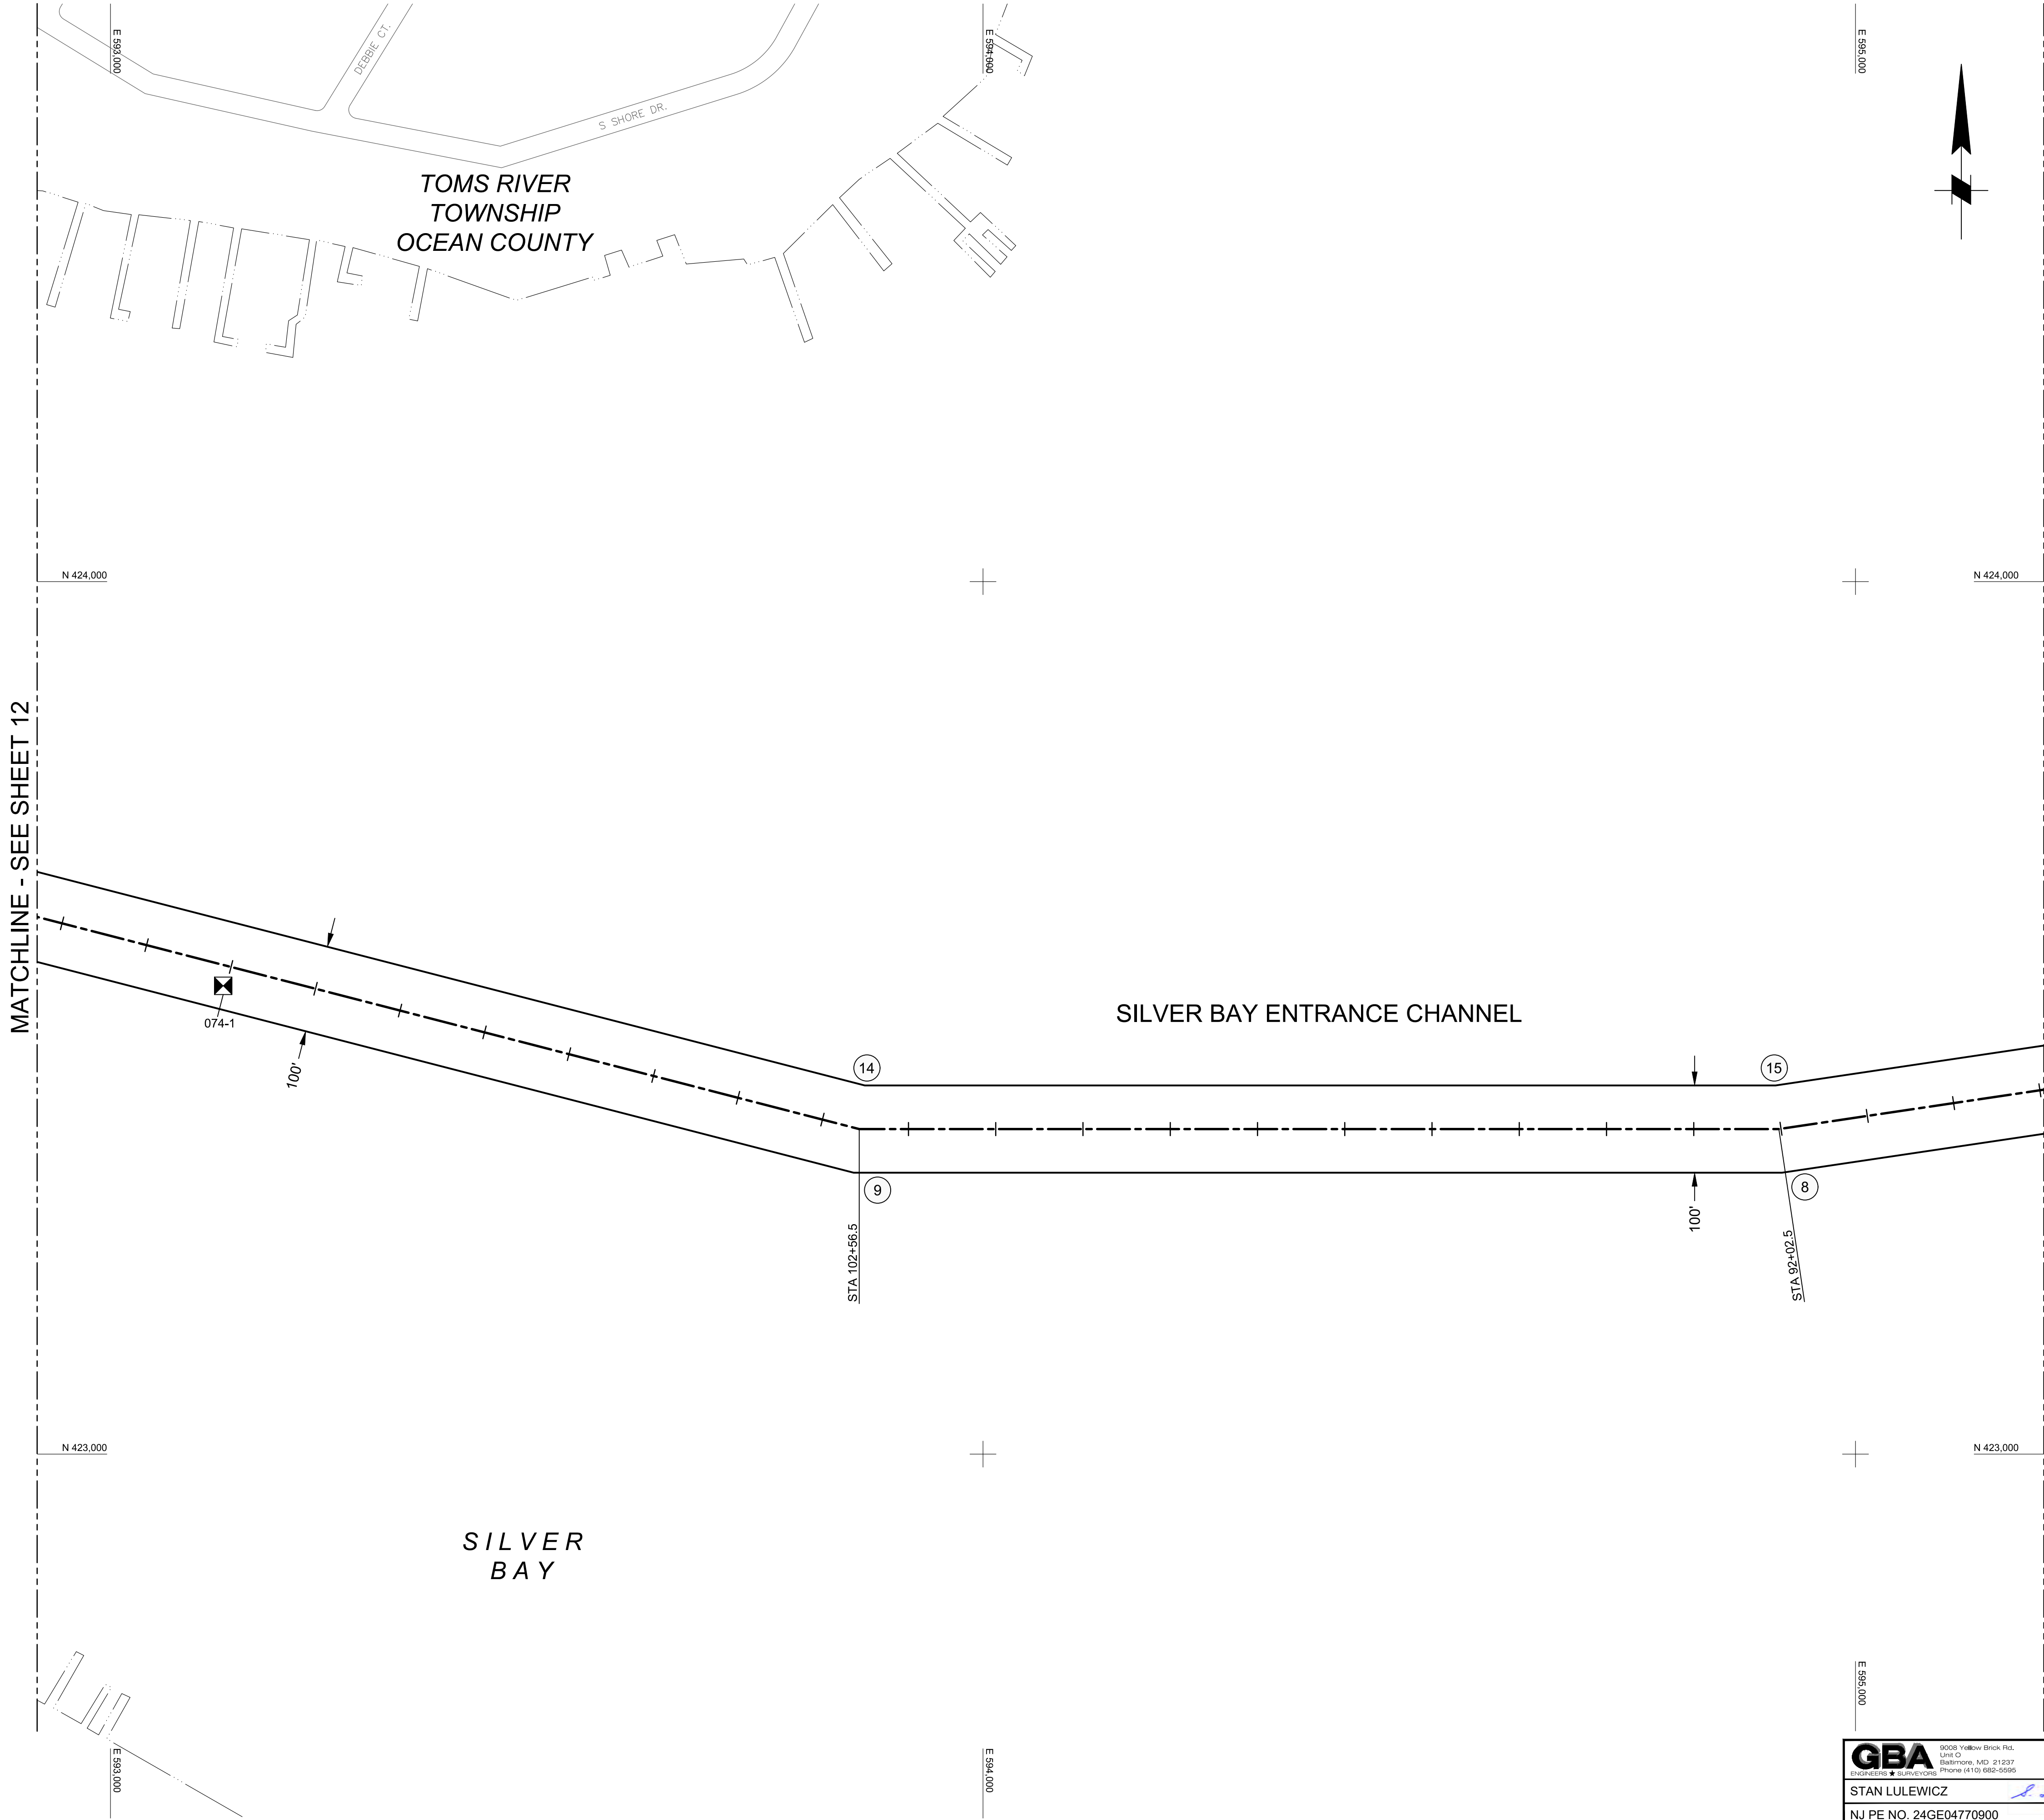 E 593,000
E 594,000
E 595,000
DEBBIE CT.
S SHORE DR.
TOMS RIVER
TOWNSHIP
OCEAN COUNTY
N 424,000
N 424,000
MATCHLINE - SEE SHEET 12
074-1
100'
SILVER BAY ENTRANCE CHANNEL
14
15
9
8
100'
STA 102+56.5
STA 92+02.5
N 423,000
N 423,000
SILVER
BAY
E 593,000
E 594,000
E 595,000
GBA
ENGINEERS ★ SURVEYORS
9008 Yellow Brick Rd.
Unit O
Baltimore, MD 21237
Phone (410) 682-5595
STAN LULEWICZ
NJ PE NO. 24GE04770900